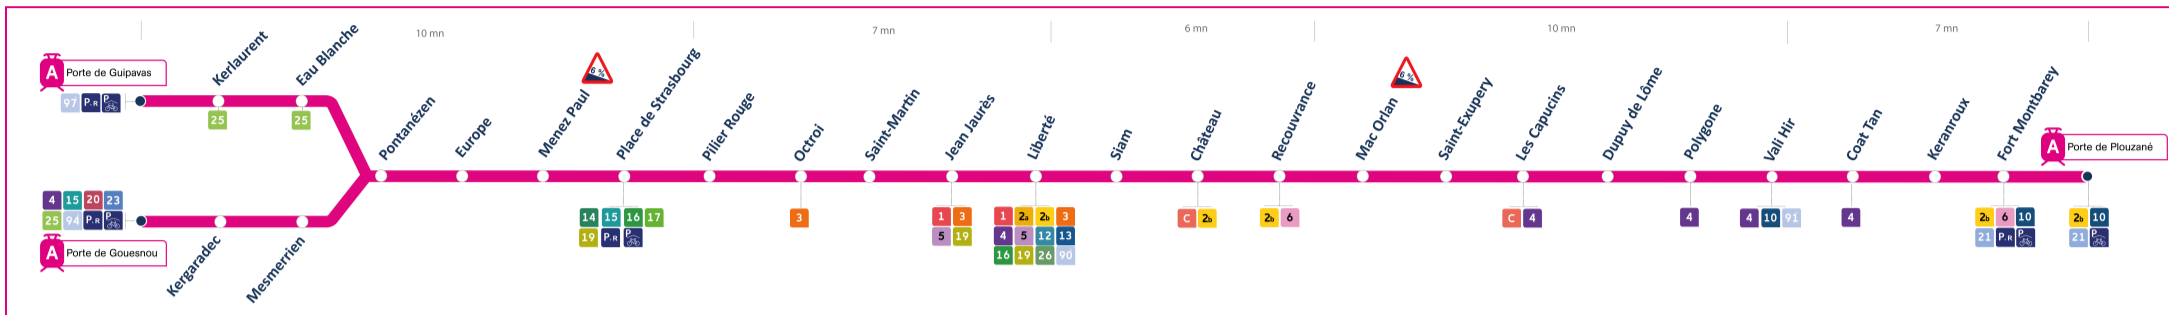 10 mn
7 mn
6 mn
10 mn
7 mn
A Porte de Guipavas
97 P+R P
Kerlaurent
25
Eau Blanche
25
4 15 20 23
25 94 P+R P
A Porte de Gouesnou
Kergaradec
Mesmerrien
Pontanézen
Europe
6 %
Menez Paul
Place de Strasbourg
14 15 16 17
19 P+R P
Pilier Rouge
Octroi
3
Saint-Martin
Jean Jaurès
1 3
5 19
Liberté
1 2a 2b 3
4 5 12 13
16 19 26 90
Siam
Château
C 2b
Recouvrance
2b 6
Mac Orlan
6 %
Saint-Exupery
Les Capucins
C 4
Dupuy de Lôme
Polygone
4
Vali Hir
4 10 91
Coat Tan
4
Keranroux
Fort Montbarey
2b 6 10
21 P+R P
A Porte de Plouzané
2b 10
21 P